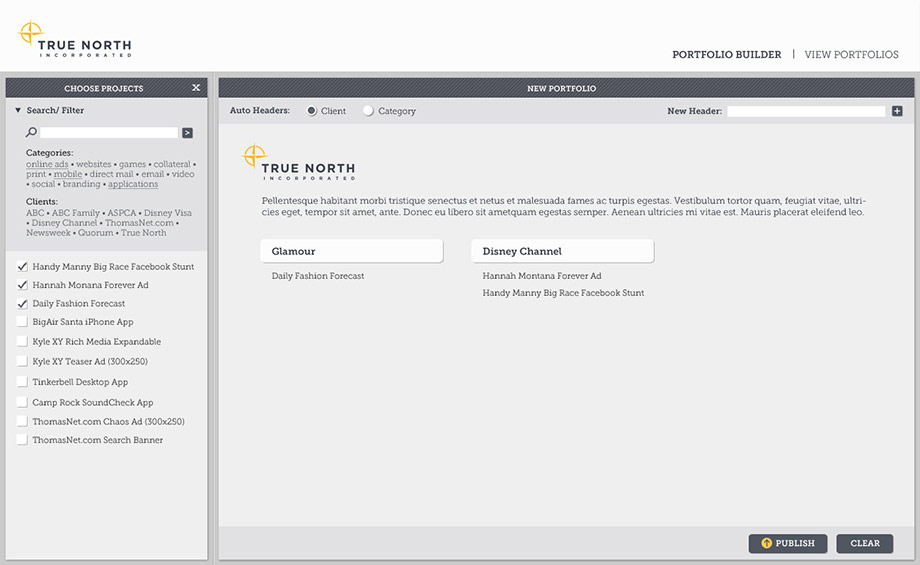 TRUE NORTH
INCORPORATED
PORTFOLIO BUILDER | VIEW PORTFOLIOS
CHOOSE PROJECTS X
Search/ Filter
>
Categories:
online ads • websites • games • collateral •
print • mobile • direct mail • email • video
• social • branding • applications
Clients:
ABC • ABC Family • ASPCA • Disney Visa
• Disney Channel • ThomasNet.com •
Newsweek • Quorum • True North
Handy Manny Big Race Facebook Stunt
Hannah Monana Forever Ad
Daily Fashion Forecast
BigAir Santa iPhone App
Kyle XY Rich Media Expandable
Kyle XY Teaser Ad (300x250)
Tinkerbell Desktop App
Camp Rock SoundCheck App
ThomasNet.com Chaos Ad (300x250)
ThomasNet.com Search Banner
NEW PORTFOLIO
Auto Headers: Client Category New Header: +
TRUE NORTH
INCORPORATED
Pellentesque habitant morbi tristique senectus et netus et malesuada fames ac turpis egestas. Vestibulum tortor quam, feugiat vitae, ultri-
cies eget, tempor sit amet, ante. Donec eu libero sit ametquam egestas semper. Aenean ultricies mi vitae est. Mauris placerat eleifend leo.
Glamour
Daily Fashion Forecast
Disney Channel
Hannah Montana Forever Ad
Handy Manny Big Race Facebook Stunt
PUBLISH CLEAR